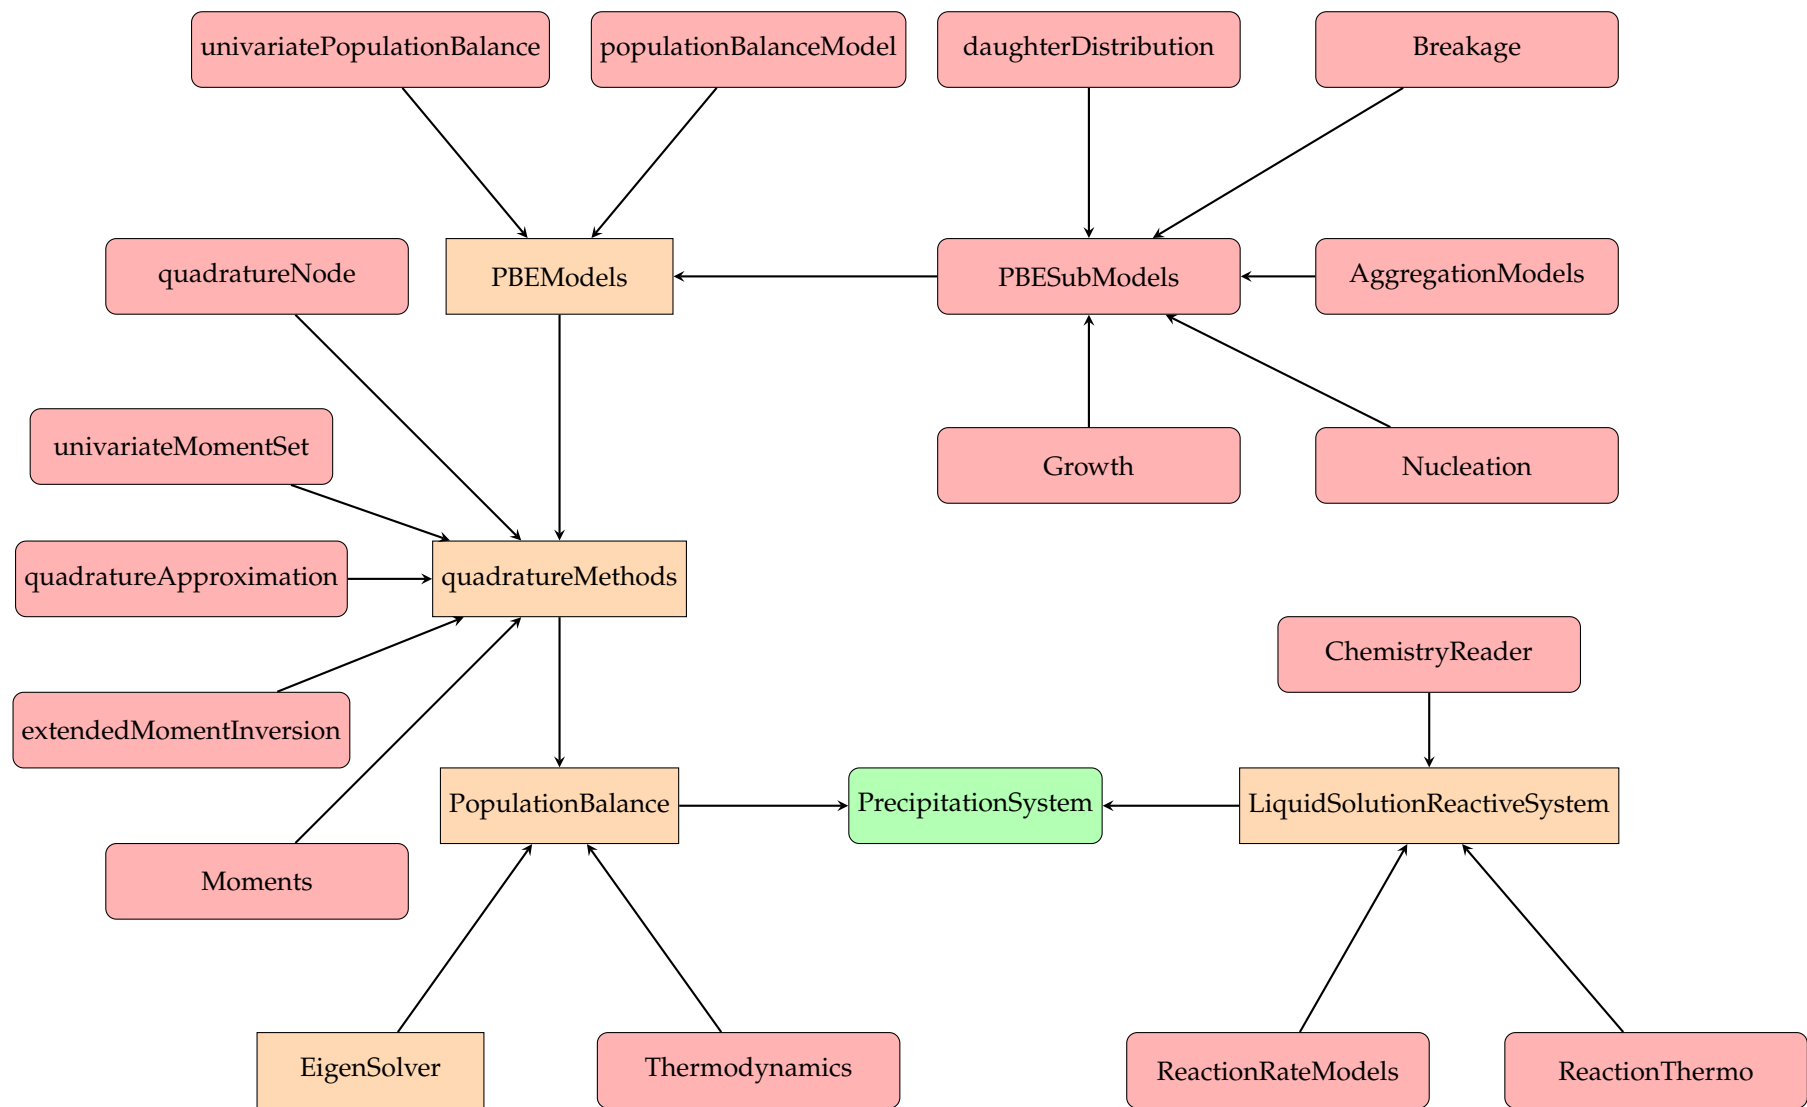 univariatePopulationBalance
populationBalanceModel
daughterDistribution
Breakage
quadratureNode
PBEModels
PBESubModels
AggregationModels
univariateMomentSet
Growth
Nucleation
quadratureApproximation
quadratureMethods
ChemistryReader
extendedMomentInversion
PopulationBalance
PrecipitationSystem
LiquidSolutionReactiveSystem
Moments
EigenSolver
Thermodynamics
ReactionRateModels
ReactionThermo